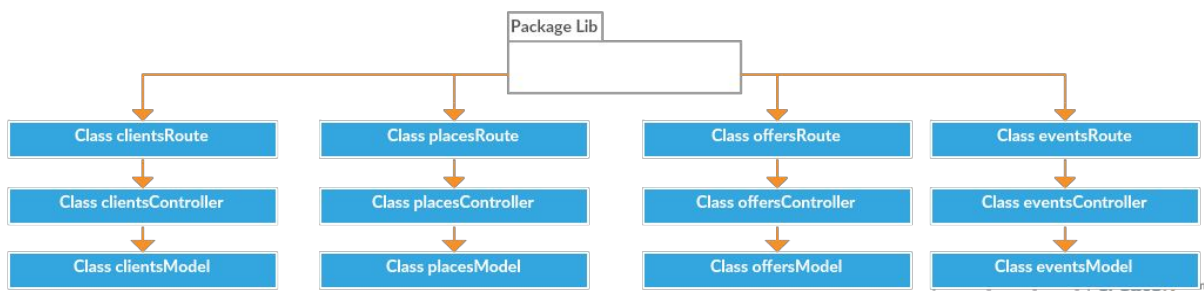 Package Lib
Class clientsRoute
Class placesRoute
Class offersRoute
Class eventsRoute
Class clientsController
Class placesController
Class offersController
Class eventsController
Class clientsModel
Class placesModel
Class offersModel
Class eventsModel